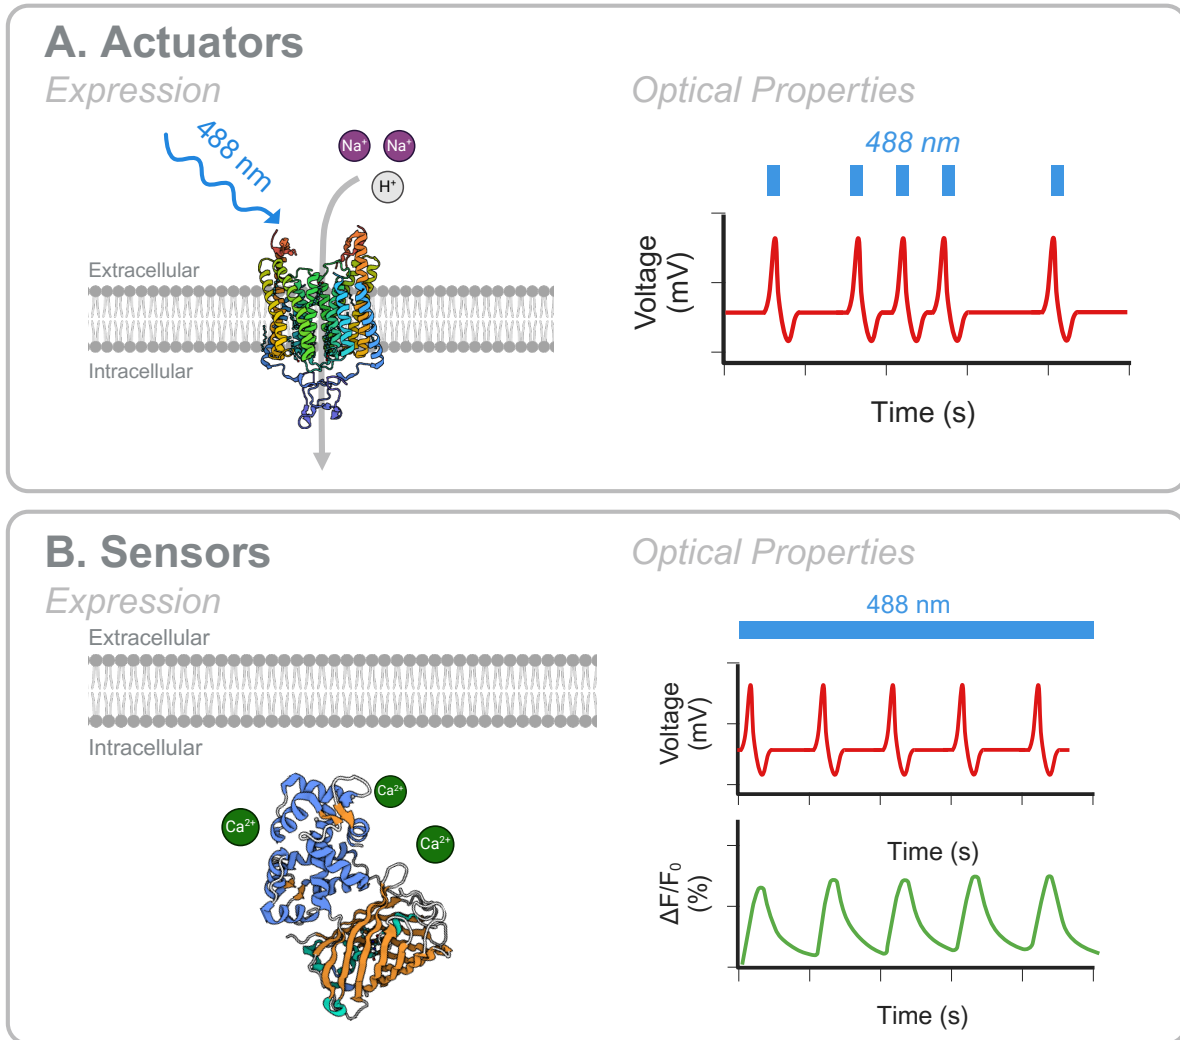 A. Actuators
Expression
Optical Properties
488 nm
Na⁺
Na⁺
H⁺
Extracellular
Intracellular
488 nm
Voltage
(mV)
Time (s)
B. Sensors
Expression
Optical Properties
Extracellular
Intracellular
Ca²⁺
Ca²⁺
Ca²⁺
488 nm
Voltage
(mV)
Time (s)
ΔF/F₀
(%)
Time (s)